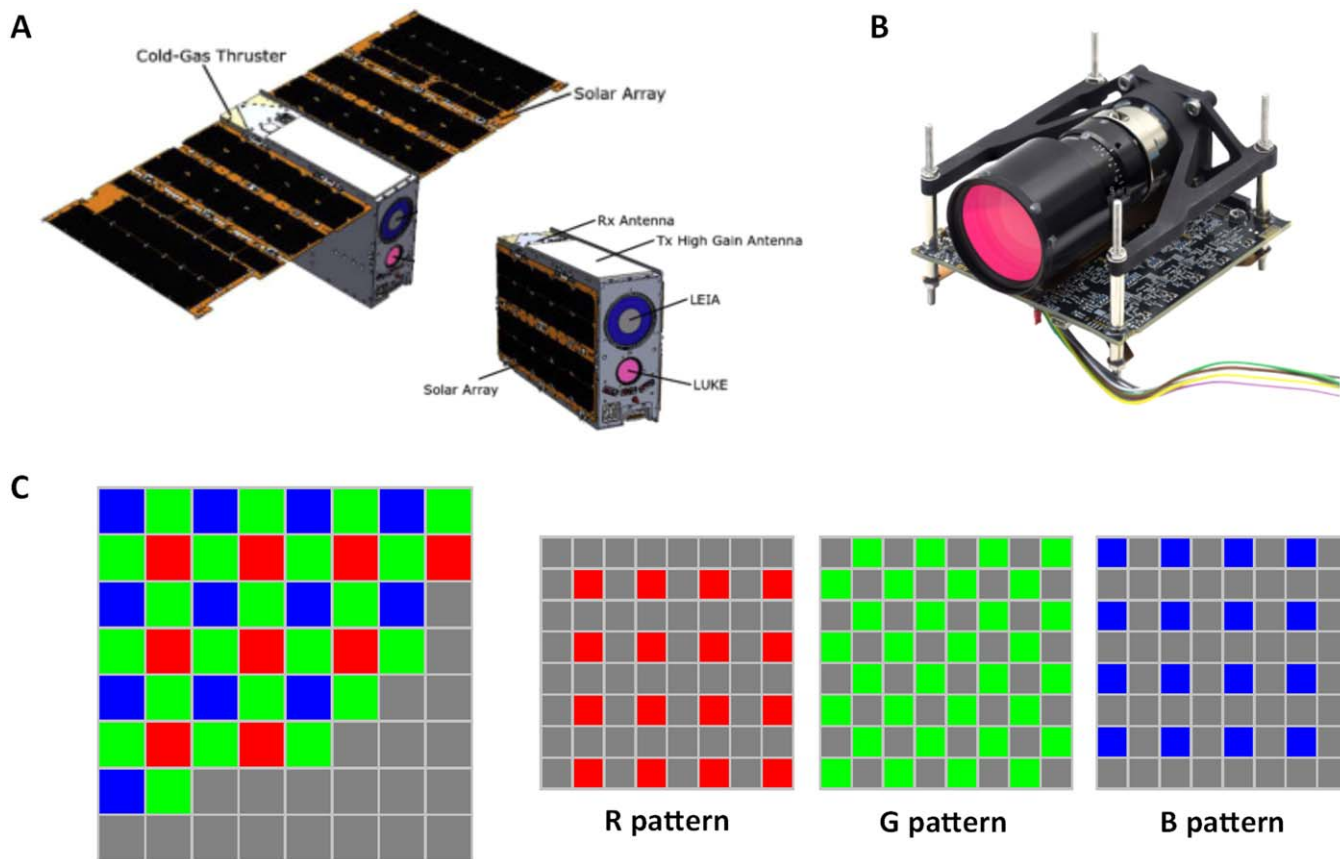 A
B
Cold-Gas Thruster
Solar Array
Rx Antenna
Tx High Gain Antenna
LEIA
Solar Array
LUKE
C
R pattern
G pattern
B pattern